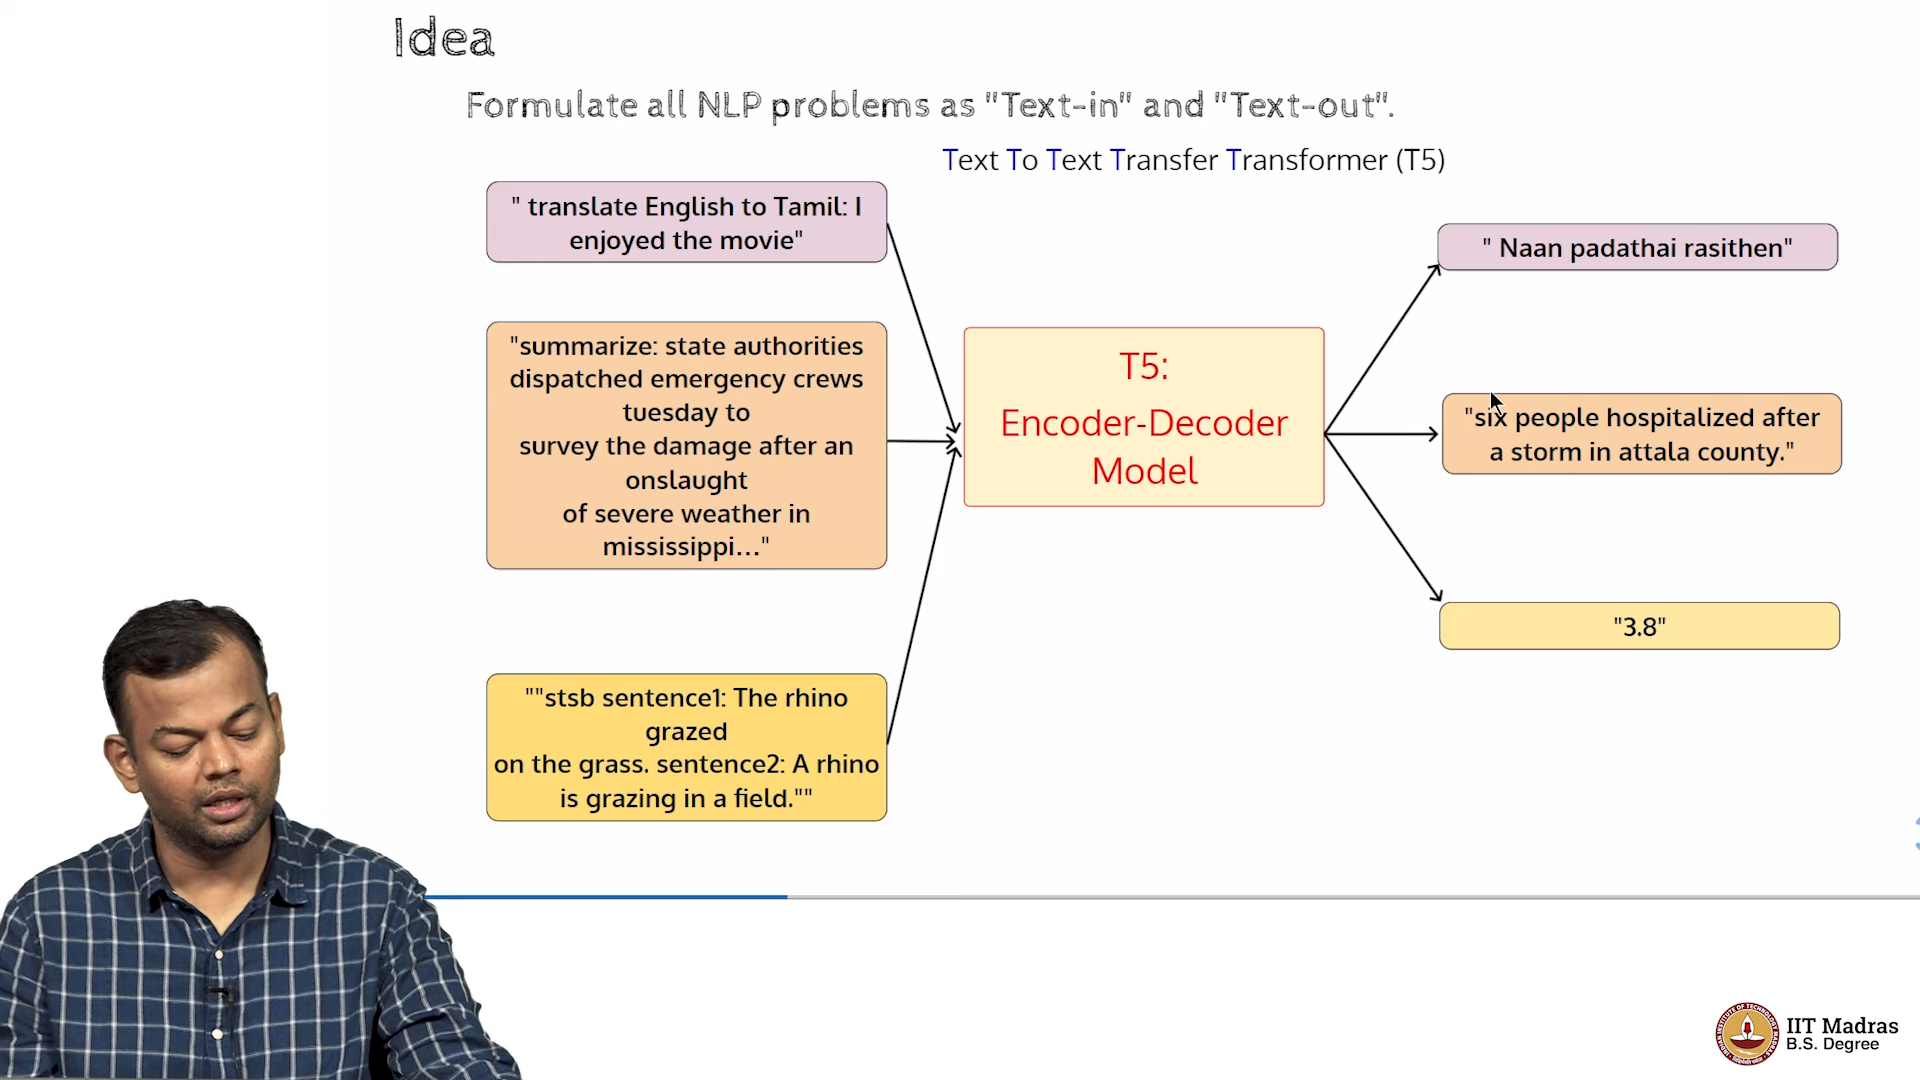 Idea
Formulate all NLP problems as "Text-in" and "Text-out".
Text To Text Transfer Transformer (T5)
" translate English to Tamil: I
enjoyed the movie"
"summarize: state authorities
dispatched emergency crews
tuesday to
survey the damage after an
onslaught
of severe weather in
mississippi..."
""stsb sentence1: The rhino
grazed
on the grass. sentence2: A rhino
is grazing in a field.""
T5:
Encoder-Decoder
Model
" Naan padathai rasithen"
"six people hospitalized after
a storm in attala county."
"3.8"
IIT Madras
B.S. Degree